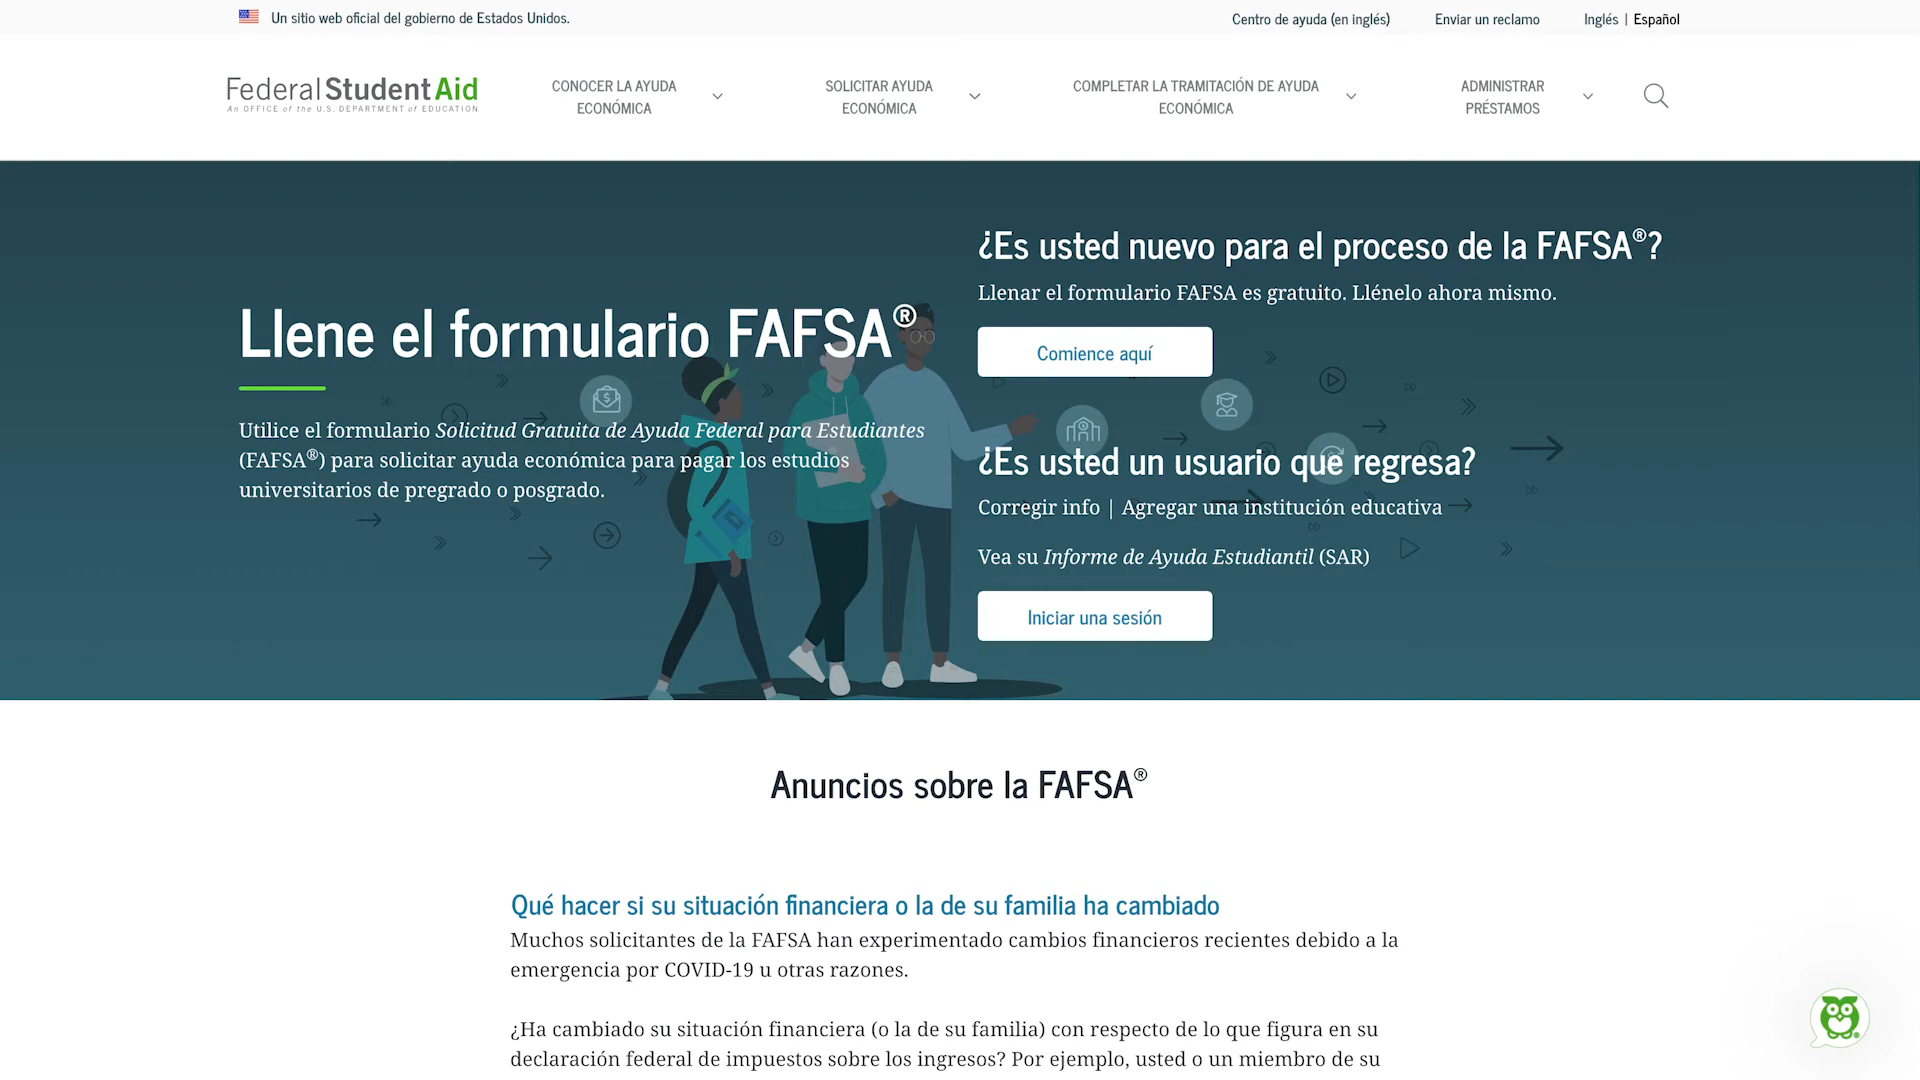 Un sitio web oficial del gobierno de Estados Unidos.
Centro de ayuda (en inglés)
Enviar un reclamo
Inglés | Español
Federal Student Aid
An OFFICE of the U.S. DEPARTMENT of EDUCATION
CONOCER LA AYUDA
ECONÓMICA
SOLICITAR AYUDA
ECONÓMICA
COMPLETAR LA TRAMITACIÓN DE AYUDA
ECONÓMICA
ADMINISTRAR
PRÉSTAMOS
Llene el formulario FAFSA®
Utilice el formulario Solicitud Gratuita de Ayuda Federal para Estudiantes
(FAFSA®) para solicitar ayuda económica para pagar los estudios
universitarios de pregrado o posgrado.
¿Es usted nuevo para el proceso de la FAFSA®?
Llenar el formulario FAFSA es gratuito. Llénelo ahora mismo.
Comience aquí
¿Es usted un usuario que regresa?
Corregir info | Agregar una institución educativa
Vea su Informe de Ayuda Estudiantil (SAR)
Iniciar una sesión
Anuncios sobre la FAFSA®
Qué hacer si su situación financiera o la de su familia ha cambiado
Muchos solicitantes de la FAFSA han experimentado cambios financieros recientes debido a la
emergencia por COVID-19 u otras razones.
¿Ha cambiado su situación financiera (o la de su familia) con respecto de lo que figura en su
declaración federal de impuestos sobre los ingresos? Por ejemplo, usted o un miembro de su